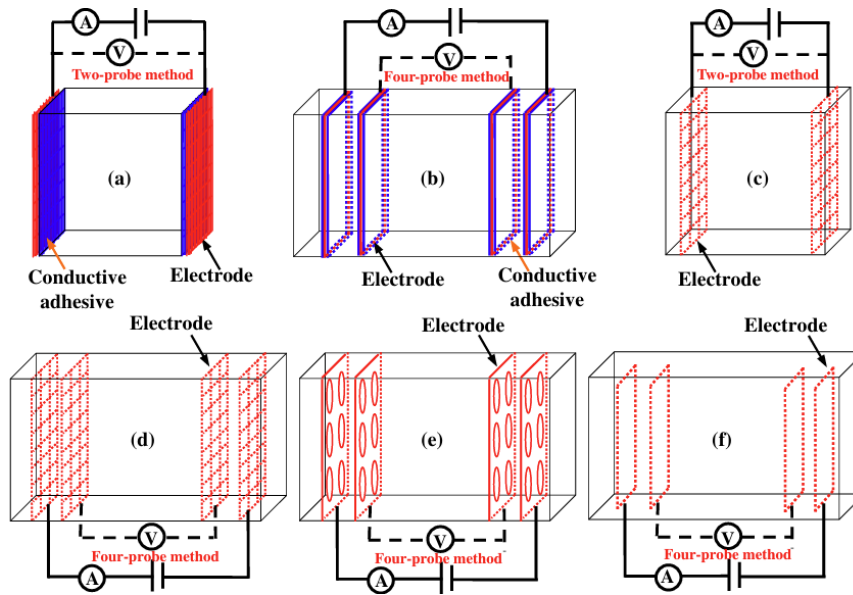 A
V
Two-probe method
(a)
Conductive
adhesive
Electrode
A
V
Four-probe method
(b)
Electrode
Conductive
adhesive
A
V
Two-probe method
(c)
Electrode
Electrode
(d)
V
Four-probe method
A
Electrode
(e)
V
Four-probe method
A
Electrode
(f)
V
Four-probe method
A